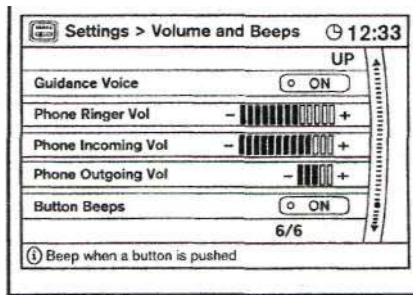 Settings > Volume and Beeps 12:33
UP
Guidance Voice ON
Phone Ringer Vol - +
Phone Incoming Vol - +
Phone Outgoing Vol - +
Button Beeps ON
6/6
i Beep when a button is pushed